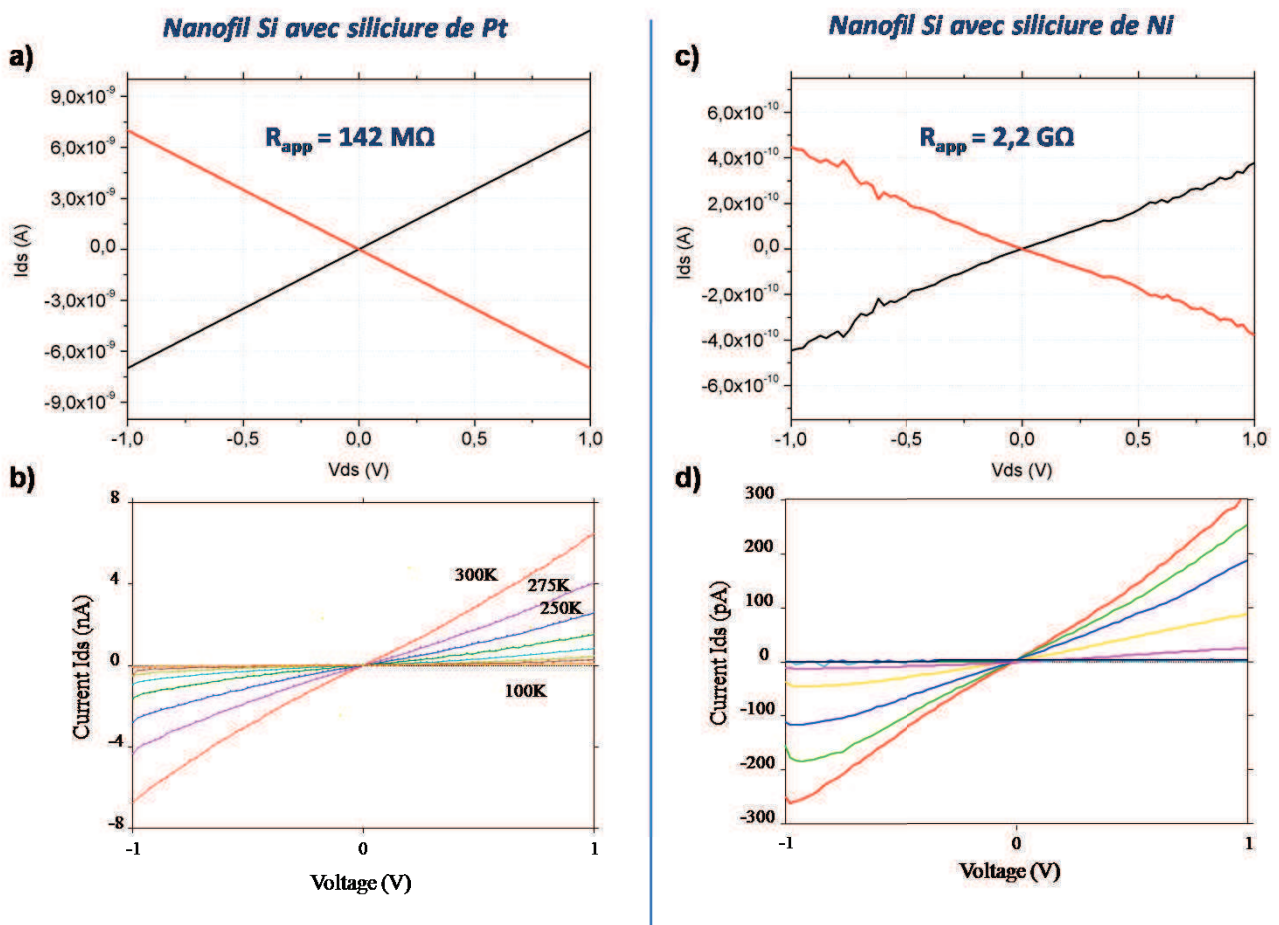 Nanofil Si avec siliciure de Pt
a)
9,0x10⁻⁹
6,0x10⁻⁹
3,0x10⁻⁹
0,0
-3,0x10⁻⁹
-6,0x10⁻⁹
-9,0x10⁻⁹
Ids (A)
R_app = 142 MΩ
-1,0 -0,5 0,0 0,5 1,0
Vds (V)
b)
8
4
0
-4
-8
Current Ids (nA)
300K
275K
250K
100K
-1 0 1
Voltage (V)
Nanofil Si avec siliciure de Ni
c)
6,0x10⁻¹⁰
4,0x10⁻¹⁰
2,0x10⁻¹⁰
0,0
-2,0x10⁻¹⁰
-4,0x10⁻¹⁰
-6,0x10⁻¹⁰
Ids (A)
R_app = 2,2 GΩ
-1,0 -0,5 0,0 0,5 1,0
Vds (V)
d)
300
200
100
0
-100
-200
-300
Current Ids (pA)
-1 0 1
Voltage (V)